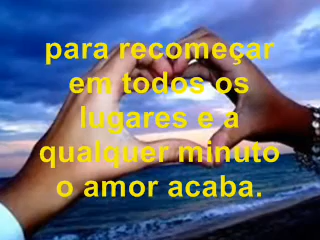 para recomeçar
em todos os
lugares e a
qualquer minuto
o amor acaba.